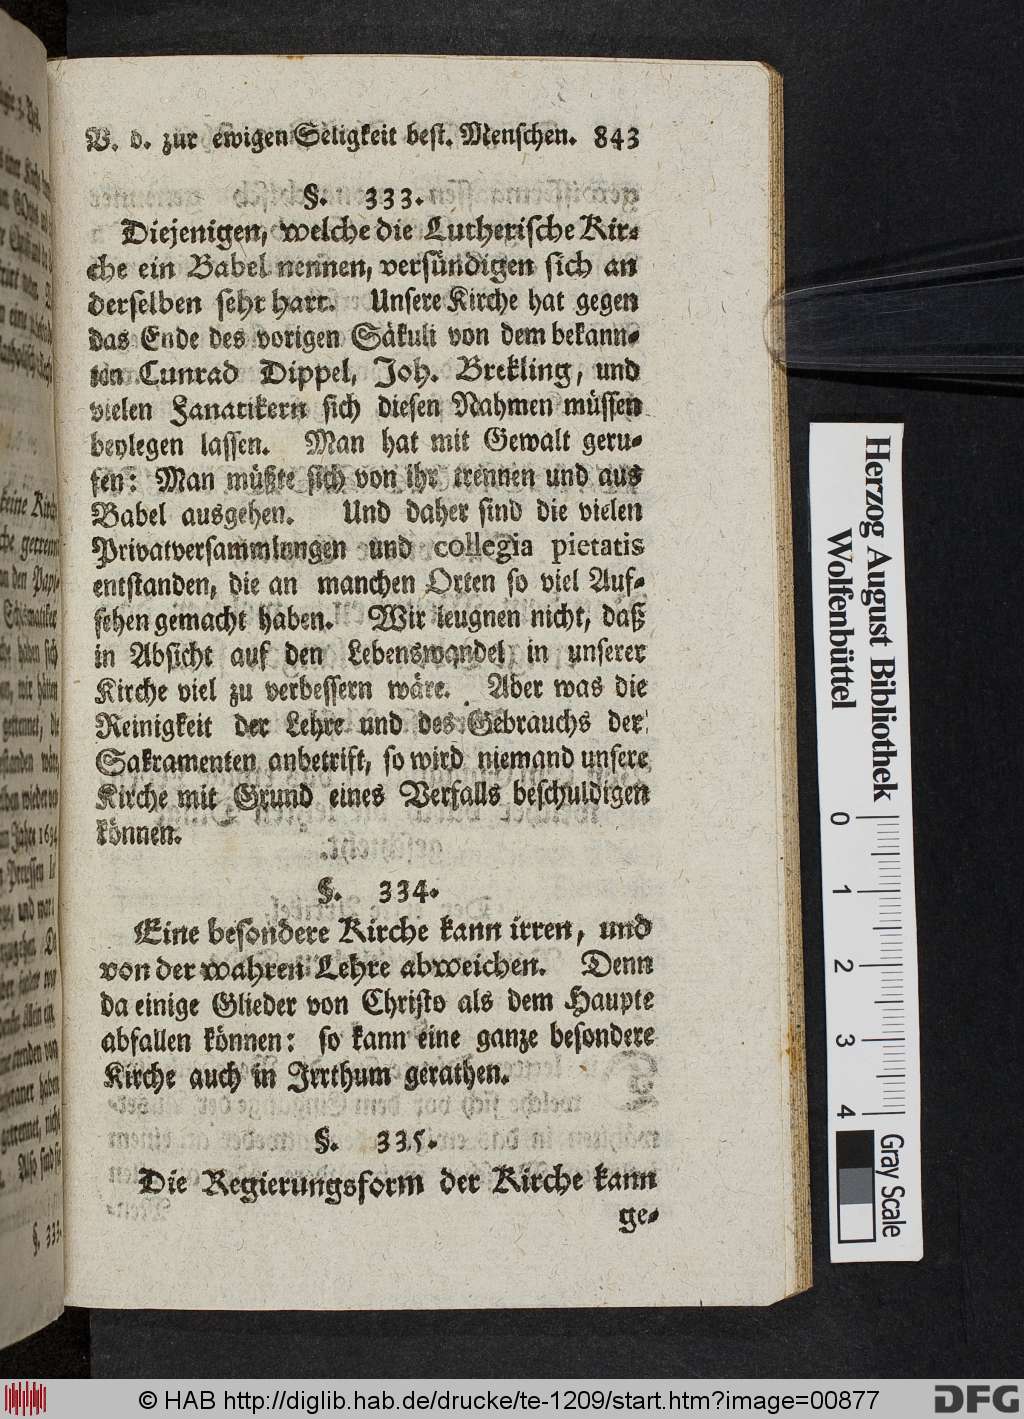 V. d. zur ewigen Seligkeit best. Menschen. 843
§. 333.
Diejenigen, welche die Lutherische Kir-
che ein Babel nennen, versündigen sich an
derselben sehr hart. Unsere Kirche hat gegen
das Ende des vorigen Säkuli von dem bekann-
ten Cunrad Dippel, Joh. Brekling, und
vielen Fanatikern sich diesen Nahmen müssen
beylegen lassen. Man hat mit Gewalt geru-
fen: Man müßte sich von ihr trennen und aus
Babel ausgehen. Und daher sind die vielen
Privatversammlungen und collegia pietatis
entstanden, die an manchen Orten so viel Auf-
sehen gemacht haben. Wir leugnen nicht, daß
in Absicht auf den Lebenswandel in unserer
Kirche viel zu verbessern wäre. Aber was die
Reinigkeit der Lehre und des Gebrauchs der
Sakramenten anbetrift, so wird niemand unsere
Kirche mit Grund eines Verfalls beschuldigen
können.
§. 334.
Eine besondere Kirche kann irren, und
von der wahren Lehre abweichen. Denn
da einige Glieder von Christo als dem Haupte
abfallen können: so kann eine ganze besondere
Kirche auch in Irrthum gerathen.
§. 335.
Die Regierungsform der Kirche kann
ge-
§. 333.
Herzog August Bibliothek
Wolfenbüttel
0
1
2
3
4
Gray Scale
© HAB http://diglib.hab.de/drucke/te-1209/start.htm?image=00877
DFG